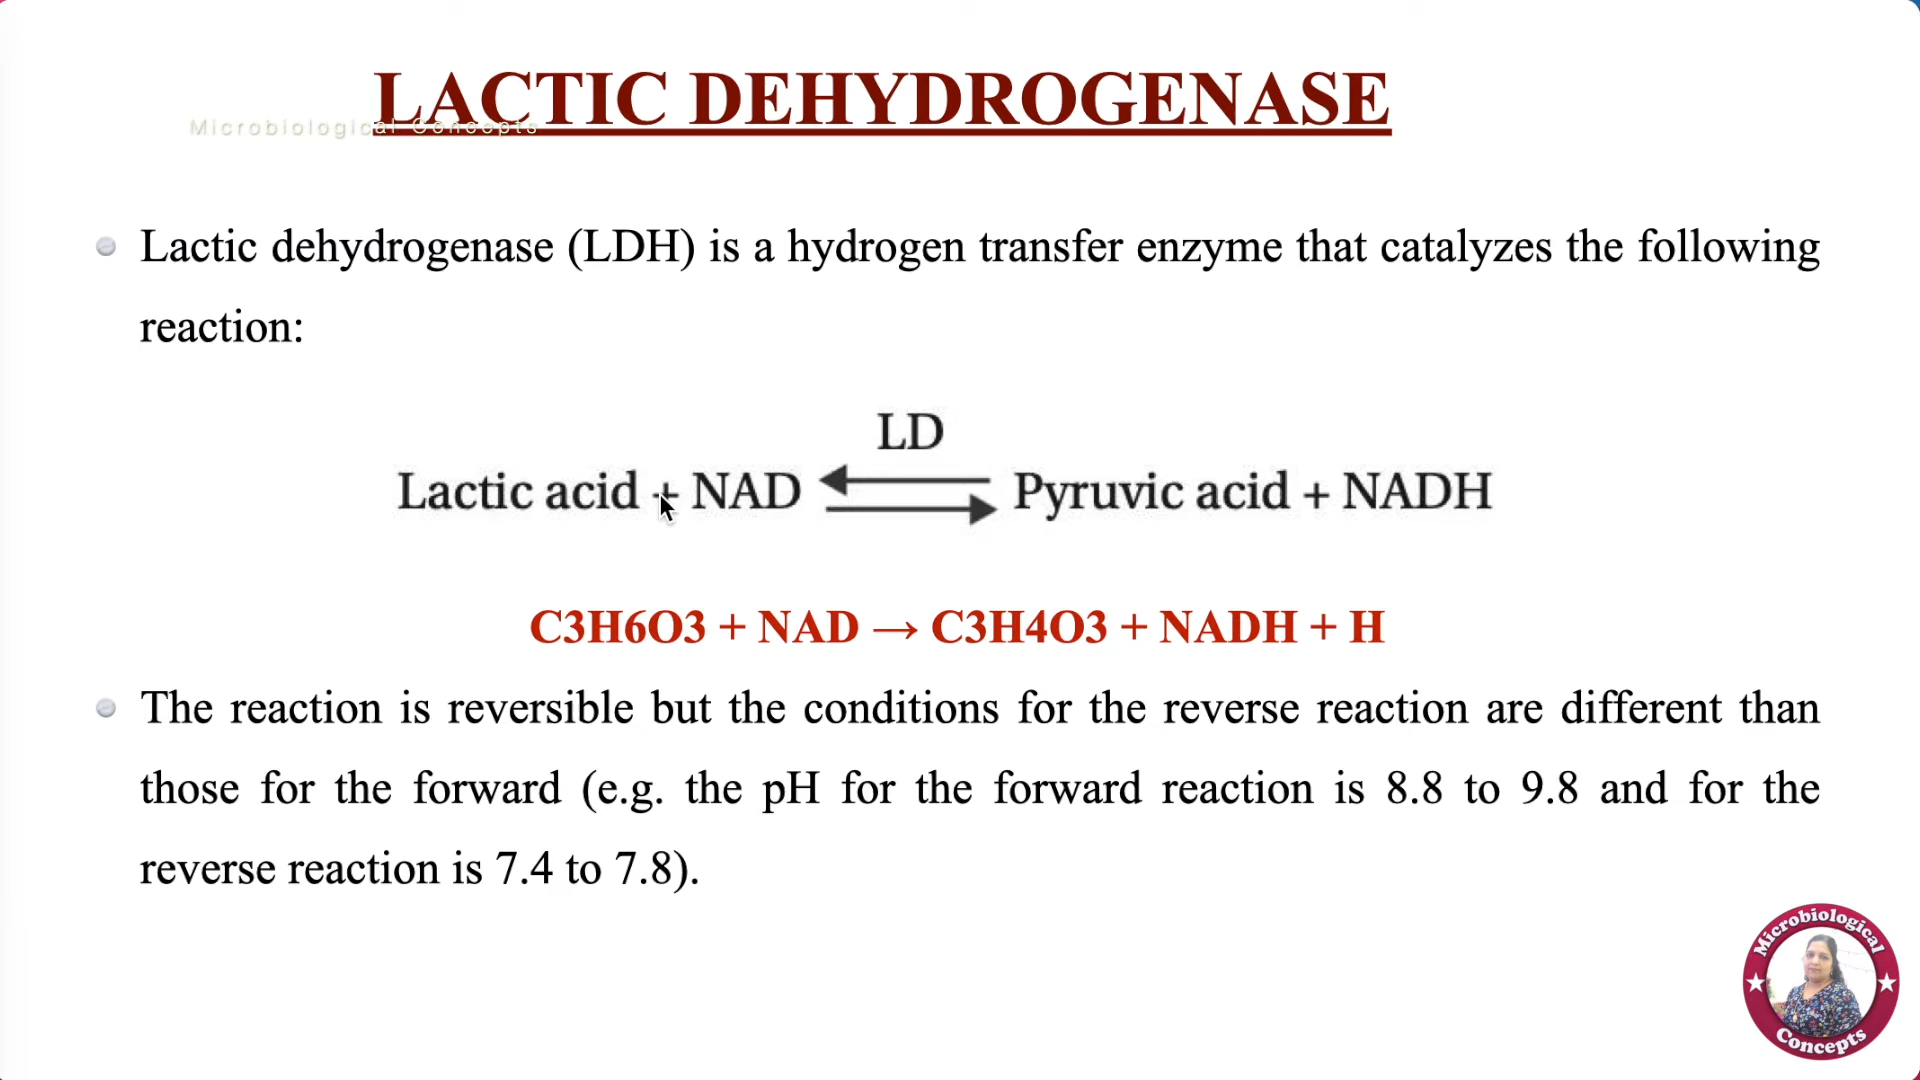 LACTIC DEHYDROGENASE
Microbiological Concepts
Lactic dehydrogenase (LDH) is a hydrogen transfer enzyme that catalyzes the following
reaction:
LD
Lactic acid + NAD ⇄ Pyruvic acid + NADH
C3H6O3 + NAD → C3H4O3 + NADH + H
The reaction is reversible but the conditions for the reverse reaction are different than
those for the forward (e.g. the pH for the forward reaction is 8.8 to 9.8 and for the
reverse reaction is 7.4 to 7.8).
Microbiological
Concepts